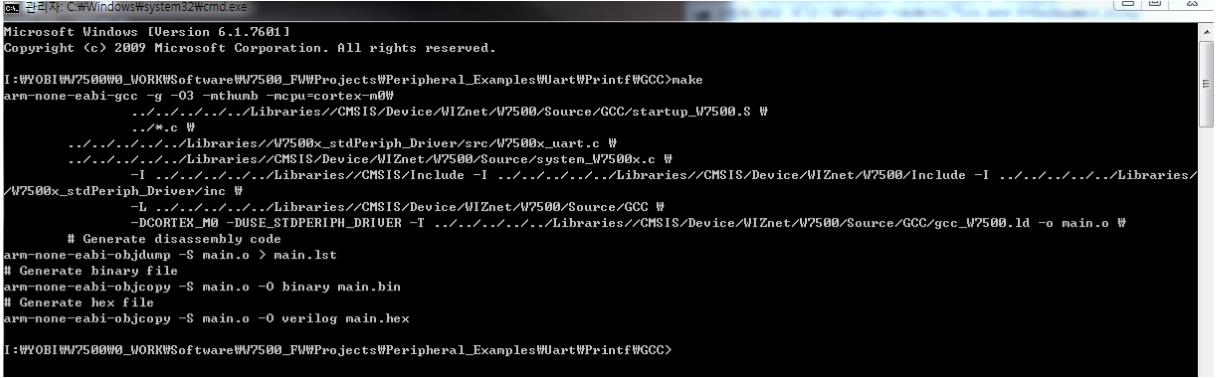 관리자: C:₩Windows₩system32₩cmd.exe
Microsoft Windows [Version 6.1.7601]
Copyright (c) 2009 Microsoft Corporation. All rights reserved.
I:₩YOBI₩W7500₩0_WORK₩Software₩W7500_FW₩Projects₩Peripheral_Examples₩Uart₩Printf₩GCC>make
arm-none-eabi-gcc -g -O3 -mthumb -mcpu=cortex-m0₩
../../../../../Libraries//CMSIS/Device/WIZnet/W7500/Source/GCC/startup_W7500.S ₩
../*.c ₩
../../../../../Libraries//W7500x_stdPeriph_Driver/src/W7500x_uart.c ₩
../../../../../Libraries//CMSIS/Device/WIZnet/W7500/Source/system_W7500x.c ₩
-I ../../../../../Libraries//CMSIS/Include -I ../../../../../Libraries//CMSIS/Device/WIZnet/W7500/Include -I ../../../../../Libraries/
/W7500x_stdPeriph_Driver/inc ₩
-L ../../../../../Libraries//CMSIS/Device/WIZnet/W7500/Source/GCC ₩
-DCORTEX_M0 -DUSE_STDPERIPH_DRIVER -T ../../../../../Libraries//CMSIS/Device/WIZnet/W7500/Source/GCC/gcc_W7500.ld -o main.o ₩
# Generate disassembly code
arm-none-eabi-objdump -S main.o > main.lst
# Generate binary file
arm-none-eabi-objcopy -S main.o -O binary main.bin
# Generate hex file
arm-none-eabi-objcopy -S main.o -O verilog main.hex
I:₩YOBI₩W7500₩0_WORK₩Software₩W7500_FW₩Projects₩Peripheral_Examples₩Uart₩Printf₩GCC>